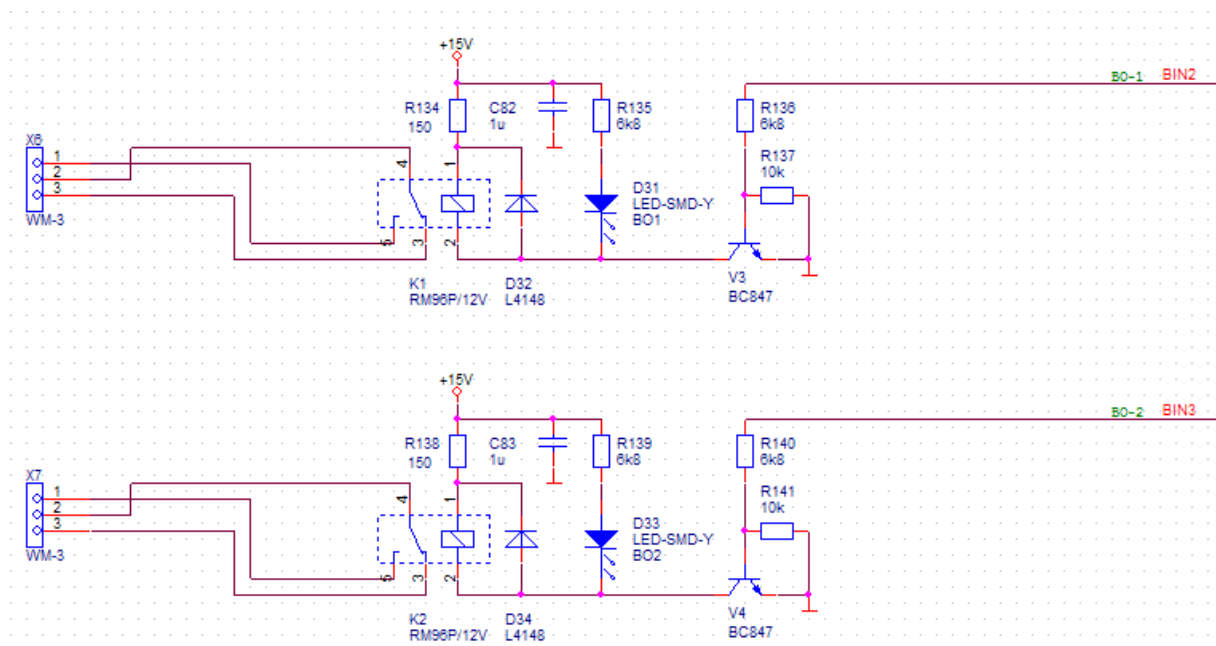 +15V
BO-1 BIN2
R134
150
C82
1u
R135
6k8
R136
6k8
R137
10k
X6
1
2
3
WM-3
4
1
5
3
2
D31
LED-SMD-Y
BO1
K1
RM96P/12V
D32
L4148
V3
BC847
+15V
BO-2 BIN3
R138
150
C83
1u
R139
6k8
R140
6k8
R141
10k
X7
1
2
3
WM-3
4
1
5
3
2
D33
LED-SMD-Y
BO2
K2
RM96P/12V
D34
L4148
V4
BC847